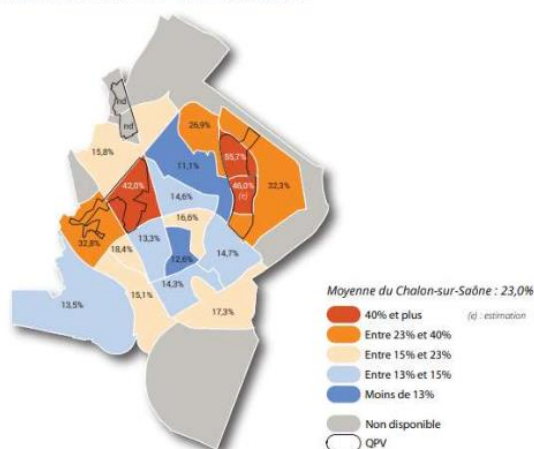 nd
nd
26,9%
15,8%
55,7%
11,1%
42,0%
46,0%
(e)
32,3%
14,6%
16,6%
32,8%
18,4%
13,3%
14,7%
12,6%
14,3%
13,5%
15,1%
17,3%
Moyenne du Chalon-sur-Saône : 23,0%
40% et plus
(e) : estimation
Entre 23% et 40%
Entre 15% et 23%
Entre 13% et 15%
Moins de 13%
Non disponible
QPV